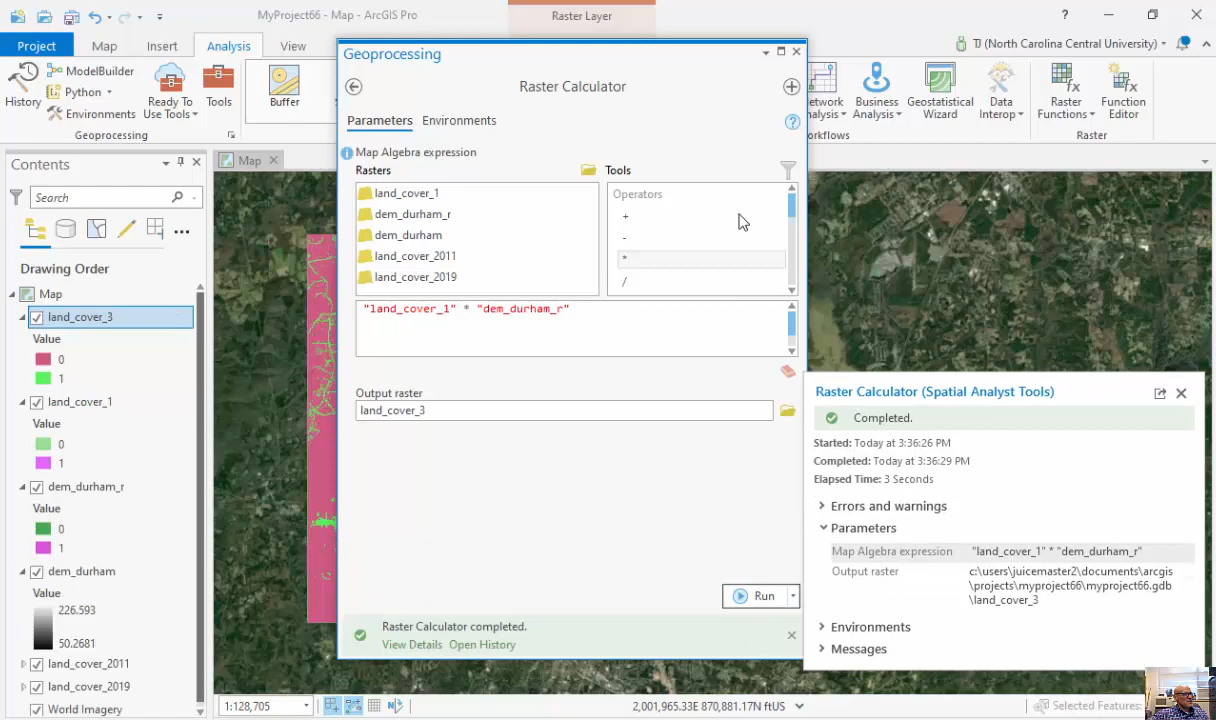 MyProject66 - Map - ArcGIS Pro
Raster Layer
?
Project
Map
Insert
Analysis
View
TJ (North Carolina Central University)
History
ModelBuilder
Python
Environments
Ready To Use Tools
Tools
Geoprocessing
Buffer
Network Analysis
Business Analysis
Geostatistical Wizard
Data Interop
Raster Functions
Function Editor
Workflows
Raster
Contents
Search
Drawing Order
Map
land_cover_3
Value
0
1
land_cover_1
Value
0
1
dem_durham_r
Value
0
1
dem_durham
Value
226.593
50.2681
land_cover_2011
land_cover_2019
World Imagery
Map
Geoprocessing
Raster Calculator
Parameters
Environments
Map Algebra expression
Rasters
Tools
land_cover_1
dem_durham_r
dem_durham
land_cover_2011
land_cover_2019
Operators
+
-
*
/
"land_cover_1" * "dem_durham_r"
Output raster
land_cover_3
Run
Raster Calculator completed.
View Details Open History
Raster Calculator (Spatial Analyst Tools)
Completed.
Started: Today at 3:36:26 PM
Completed: Today at 3:36:29 PM
Elapsed Time: 3 Seconds
Errors and warnings
Parameters
Map Algebra expression "land_cover_1" * "dem_durham_r"
Output raster c:\users\juicemaster2\documents\arcgis
\projects\myproject66\myproject66.gdb
\land_cover_3
Environments
Messages
1:128,705
2,001,965.33E 870,881.17N ftUS
Selected Features: